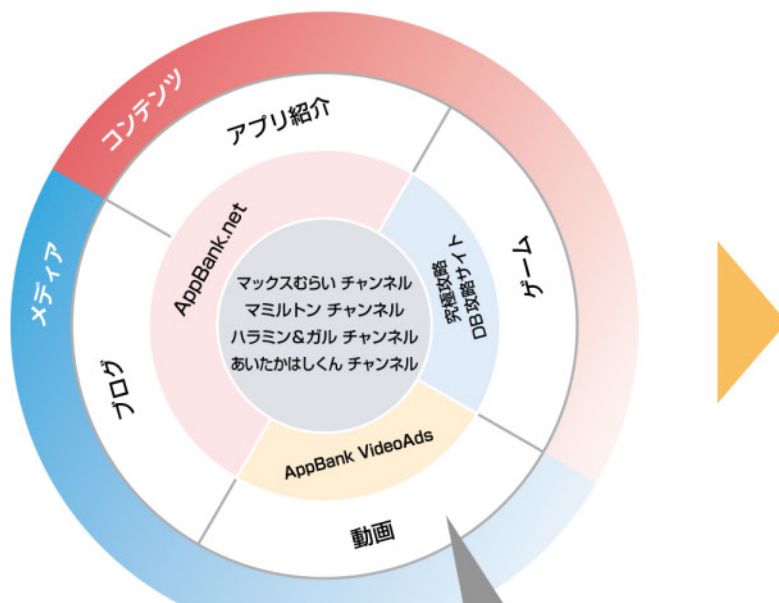 コンテンツ
アプリ紹介
メディア
AppBank.net
ゲーム
究極攻略
DB攻略サイト
マックスむらい チャンネル
マミルトン チャンネル
ハラミン&ガル チャンネル
あいたかはしくん チャンネル
ブログ
AppBank VideoAds
動画